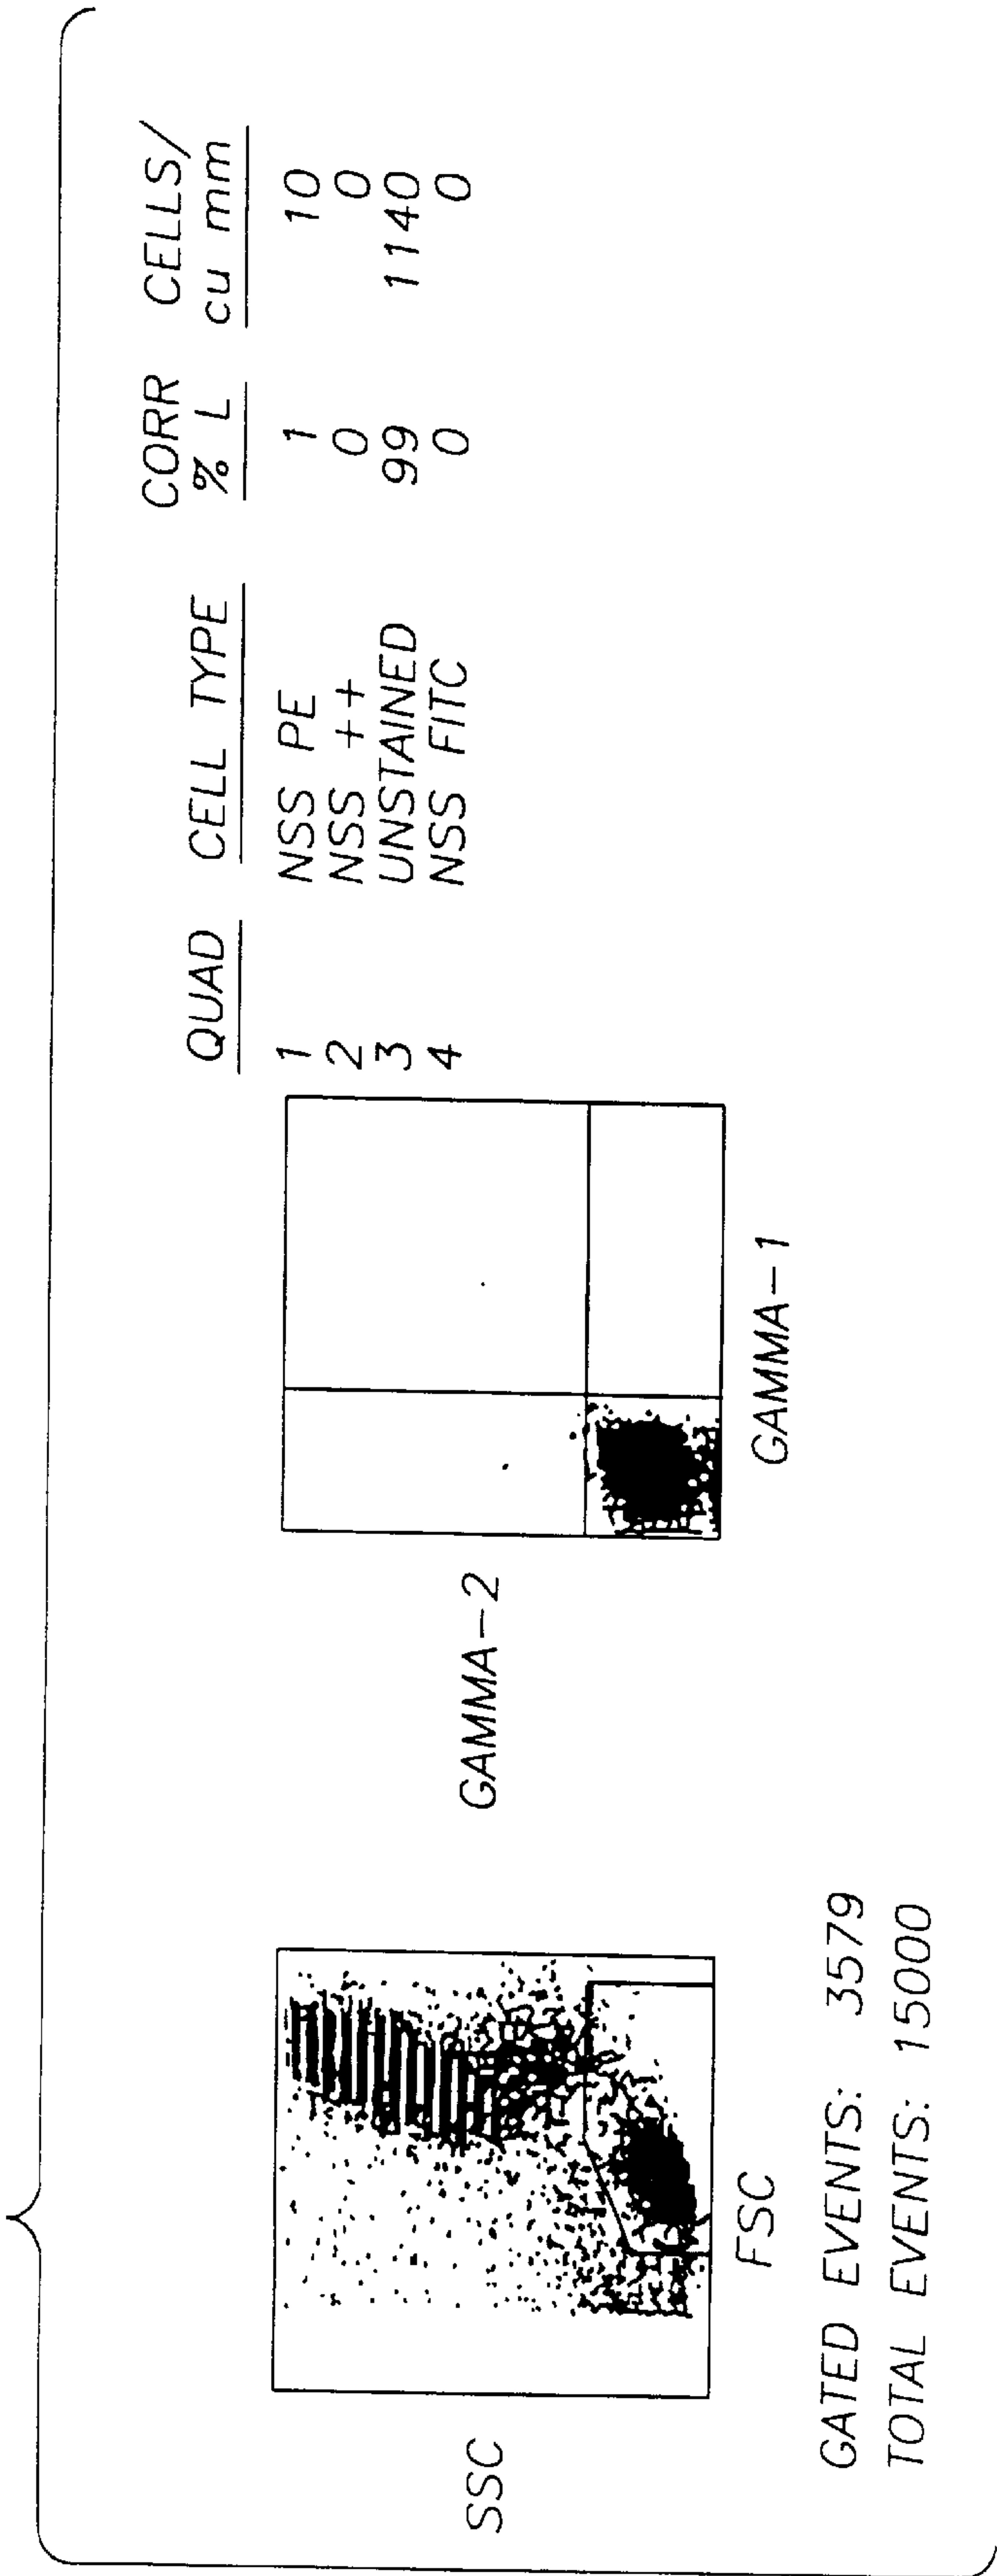 SSC
FSC
GATED EVENTS: 3579
TOTAL EVENTS: 15000
GAMMA-2
GAMMA-1
QUAD CELL TYPE CORR % L CELLS/ cu mm
1 NSS PE 1 10
2 NSS ++ 0 0
3 UNSTAINED 99 1140
4 NSS FITC 0 0